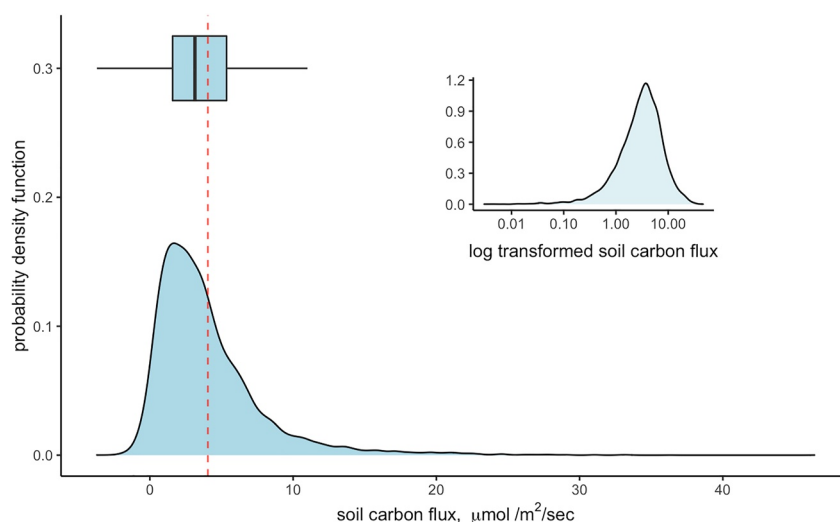 0.3
0.2
0.1
0.0
probability density function
0 10 20 30 40
soil carbon flux, μmol /m²/sec
1.2
0.9
0.6
0.3
0.0
0.01 0.10 1.00 10.00
log transformed soil carbon flux